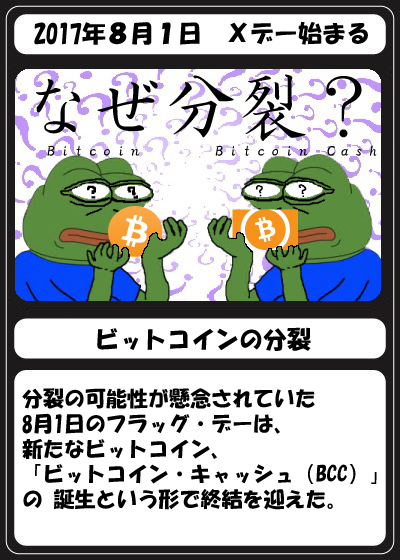 2017年8月1日　Xデー始まる
なぜ分裂？
Bitcoin　Bitcoin Cash
? ? ? ?
B B
ビットコインの分裂
分裂の可能性が懸念されていた
8月1日のフラッグ・デーは、
新たなビットコイン、
「ビットコイン・キャッシュ（BCC）」
の 誕生という形で終結を迎えた。